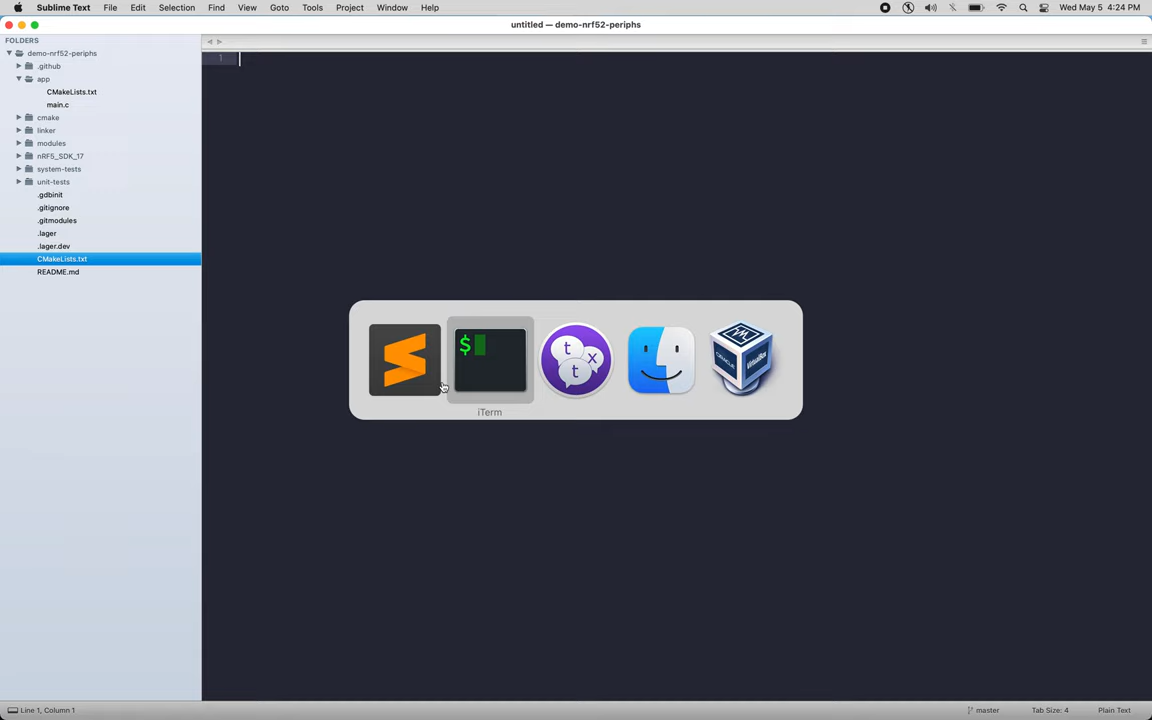 Sublime Text File Edit Selection Find View Goto Tools Project Window Help Wed May 5 4:24 PM
untitled — demo-nrf52-periphs
FOLDERS
demo-nrf52-periphs
.github
app
CMakeLists.txt
main.c
cmake
linker
modules
nRF5_SDK_17
system-tests
unit-tests
.gdbinit
.gitignore
.gitmodules
.lager
.lager.dev
CMakeLists.txt
README.md
1
$
t x
t
ORACLE VirtualBox
iTerm
Line 1, Column 1 master Tab Size: 4 Plain Text